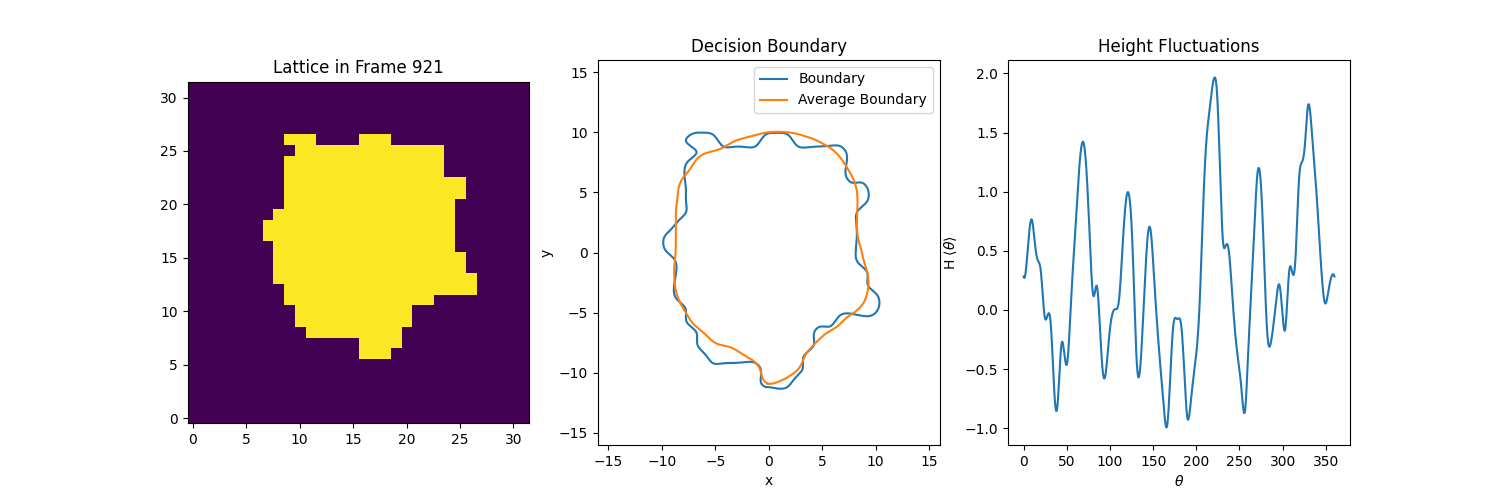 Lattice in Frame 921
30
25
20
15
10
5
0
0 5 10 15 20 25 30
Decision Boundary
Boundary
Average Boundary
y
15
10
5
0
−5
−10
−15
−15 −10 −5 0 5 10 15
x
Height Fluctuations
H (θ)
2.0
1.5
1.0
0.5
0.0
−0.5
−1.0
0 50 100 150 200 250 300 350
θ